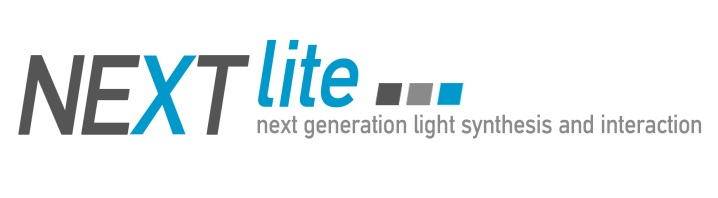 NEXT lite
next generation light synthesis and interaction